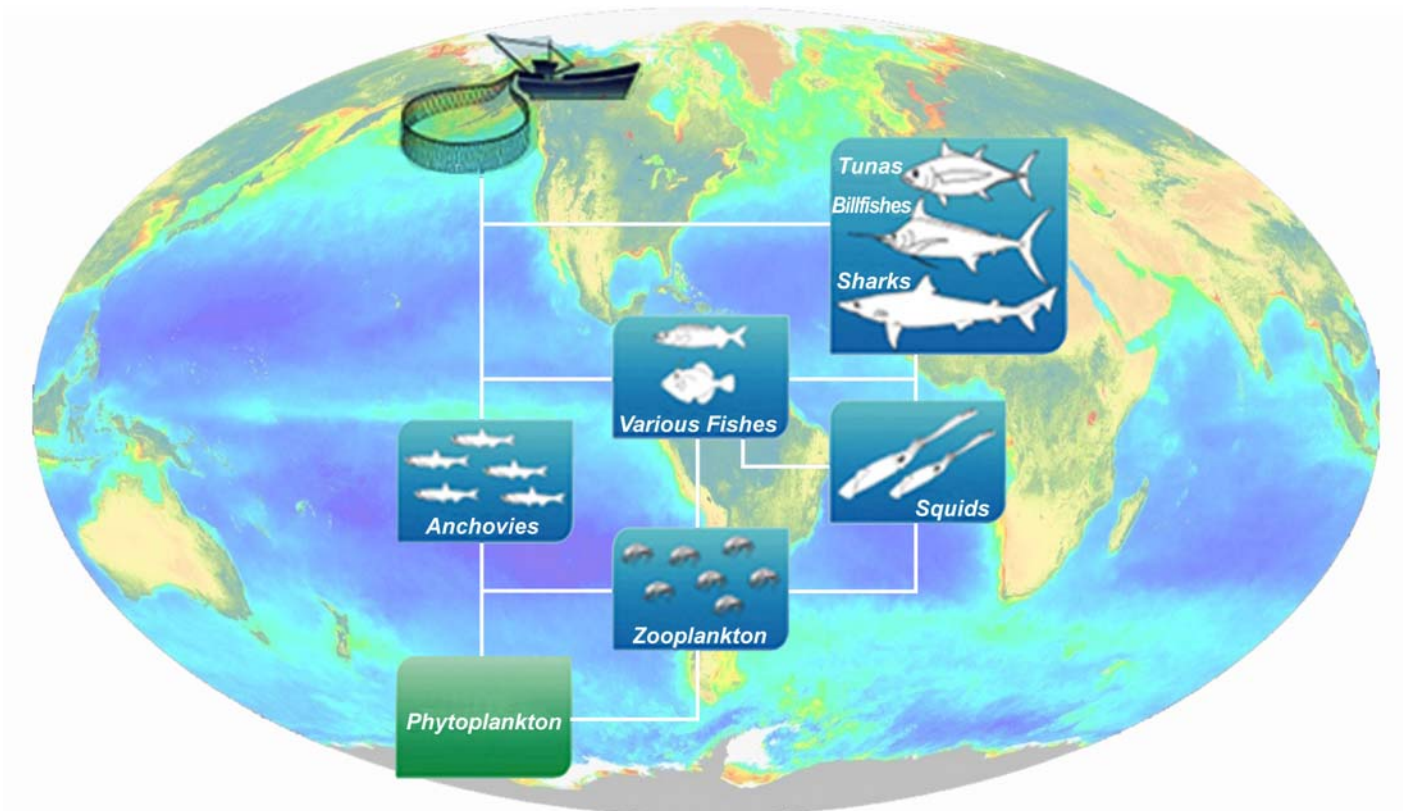 Tunas
Billfishes
Sharks
Various Fishes
Anchovies
Squids
Zooplankton
Phytoplankton